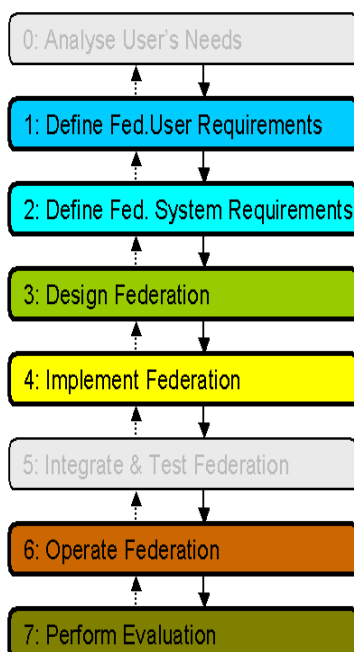 0: Analyse User's Needs
1: Define Fed.User Requirements
2: Define Fed. System Requirements
3: Design Federation
4: Implement Federation
5: Integrate & Test Federation
6: Operate Federation
7: Perform Evaluation